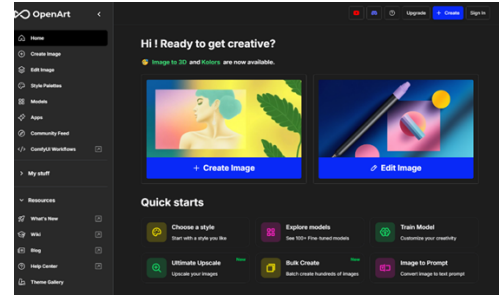 OpenArt
Upgrade
+ Create
Sign in
Home
Create Image
Edit Image
Style Palettes
Models
Apps
Community Feed
ComfyUI Workflows
My stuff
Resources
What's New
Wiki
Blog
Help Center
Theme Gallery
Hi ! Ready to get creative?
Image to 3D and Kolors are now available.
+ Create Image
Edit Image
Quick starts
Choose a style
Start with a style you like
Explore models
See 100+ Fine-tuned models
Train Model
Customize your creativity
Ultimate Upscale
New
Upscale your images
Bulk Create
New
Batch create hundreds of images
Image to Prompt
Convert image to text prompt